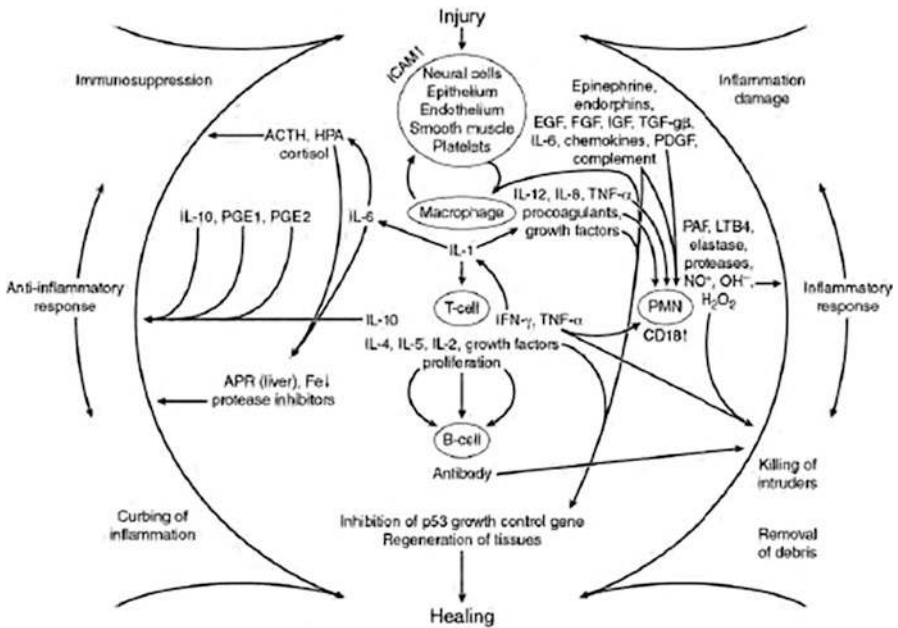 Injury
ICAM1
Neural cells
Epithelium
Endothelium
Smooth muscle
Platelets
Immunosuppression
Inflammation
damage
Epinephrine,
endorphins,
EGF, FGF, IGF, TGF-gβ,
IL-6, chemokines, PDGF,
complement
ACTH, HPA
cortisol
IL-10, PGE1, PGE2
IL-6
Macrophage
IL-12, IL-8, TNF-α
procoagulants,
growth factors
IL-1
PAF, LTB4,
elastase,
proteases,
NO⁺, OH⁻,
H₂O₂
Anti-inflammatory
response
Inflammatory
response
T-cell
IL-10
IFN-γ, TNF-α
PMN
CD18↑
IL-4, IL-5, IL-2, growth factors
proliferation
APR (liver), Fe↓
protease inhibitors
B-cell
Antibody
Killing of
intruders
Curbing of
inflammation
Inhibition of p53 growth control gene
Regeneration of tissues
Removal
of debris
Healing